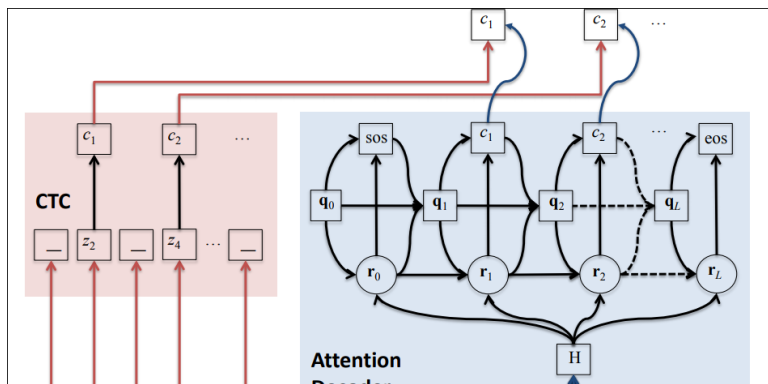 c1 c2 ...
c1 c2 ... c1 c2 ... eos
sos
CTC
q0 q1 q2 qL
_ z2 _ z4 ... _
r0 r1 r2 rL
H
Attention
Decoder